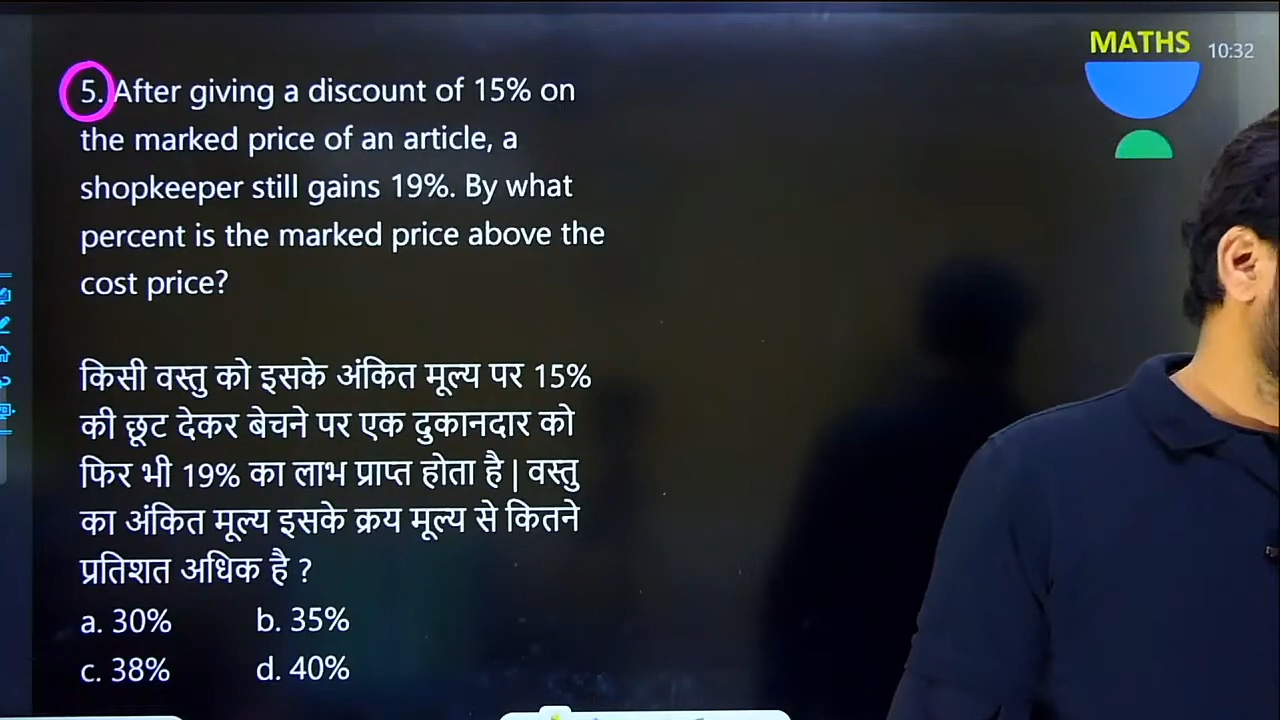 MATHS
10:32
5. After giving a discount of 15% on
the marked price of an article, a
shopkeeper still gains 19%. By what
percent is the marked price above the
cost price?
किसी वस्तु को इसके अंकित मूल्य पर 15%
की छूट देकर बेचने पर एक दुकानदार को
फिर भी 19% का लाभ प्राप्त होता है | वस्तु
का अंकित मूल्य इसके क्रय मूल्य से कितने
प्रतिशत अधिक है ?
a. 30% b. 35%
c. 38% d. 40%